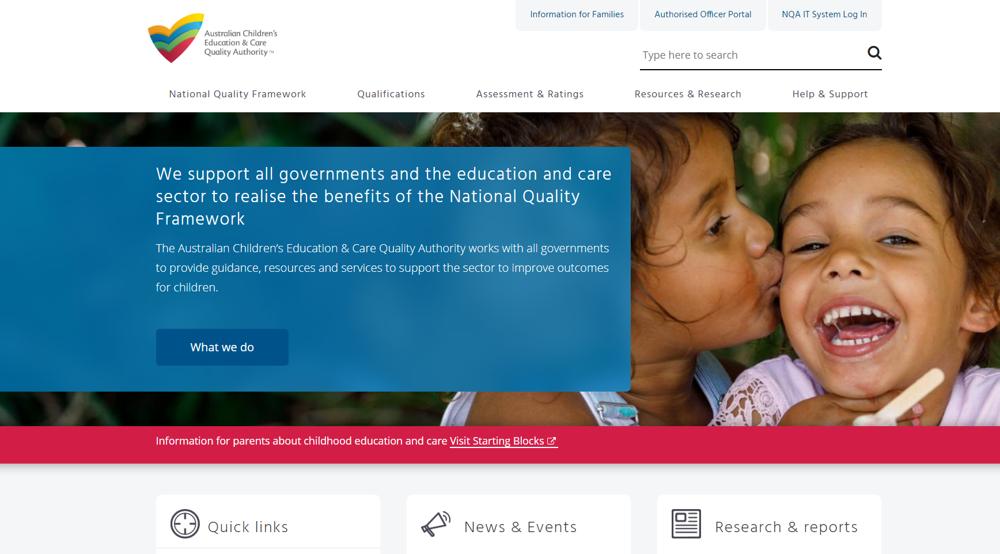 Information for Families
Authorised Officer Portal
NQA IT System Log In
Australian Children's
Education & Care
Quality Authority™
Type here to search
National Quality Framework
Qualifications
Assessment & Ratings
Resources & Research
Help & Support
We support all governments and the education and care
sector to realise the benefits of the National Quality
Framework
The Australian Children’s Education & Care Quality Authority works with all governments
to provide guidance, resources and services to support the sector to improve outcomes
for children.
What we do
Information for parents about childhood education and care Visit Starting Blocks
Quick links
News & Events
Research & reports